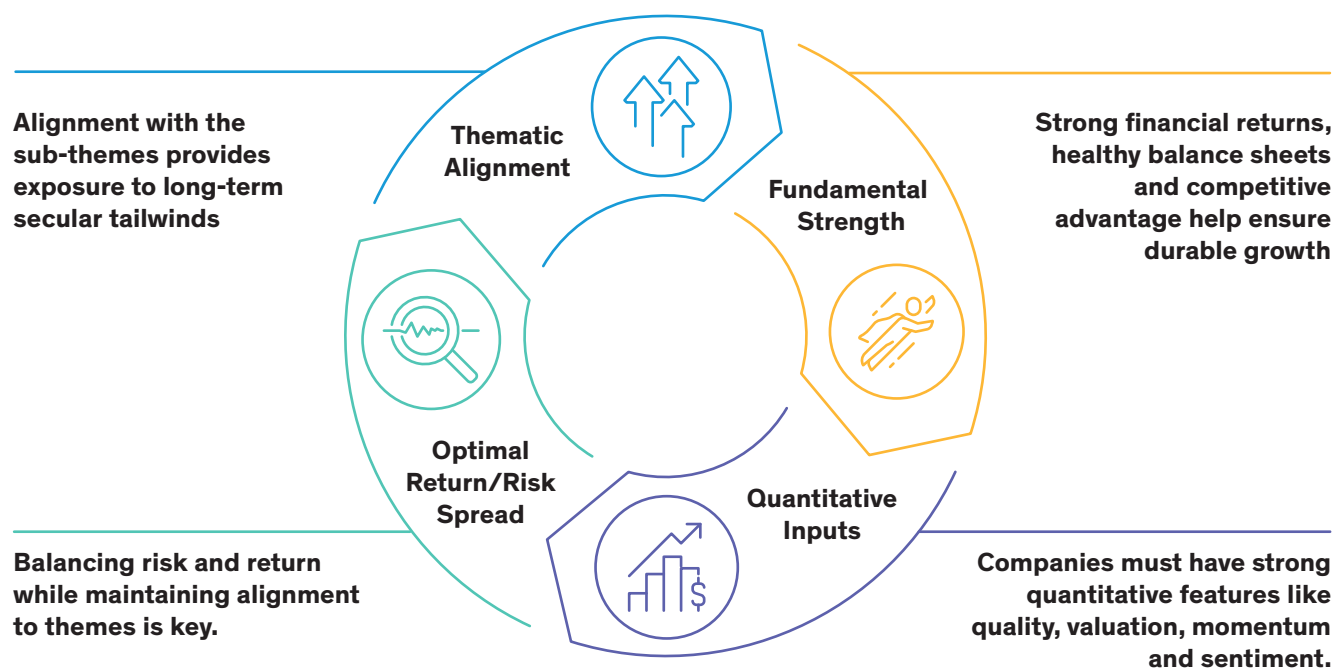 Thematic
Alignment
Alignment with the
sub-themes provides
exposure to long-term
secular tailwinds
Fundamental
Strength
Strong financial returns,
healthy balance sheets
and competitive
advantage help ensure
durable growth
Quantitative
Inputs
Companies must have strong
quantitative features like
quality, valuation, momentum
and sentiment.
Optimal
Return/Risk
Spread
Balancing risk and return
while maintaining alignment
to themes is key.
$